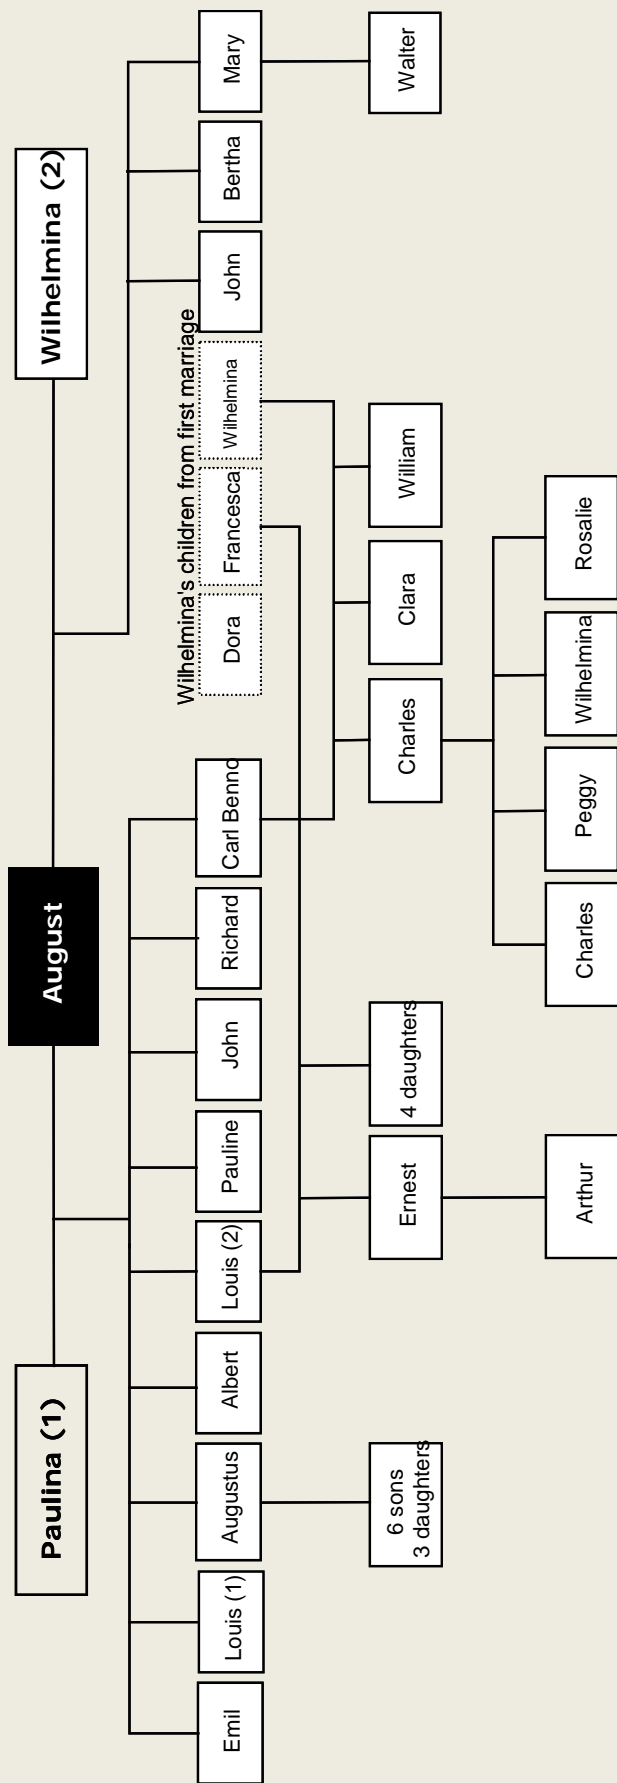 Paulina (1)
August
Wilhelmina (2)
Wilhelmina's children from first marriage
Emil
Louis (1)
Augustus
Albert
Louis (2)
Pauline
John
Richard
Carl Benno
Dora
Francesca
Wilhelmina
John
Bertha
Mary
6 sons
3 daughters
Ernest
4 daughters
Charles
Clara
William
Walter
Arthur
Charles
Peggy
Wilhelmina
Rosalie